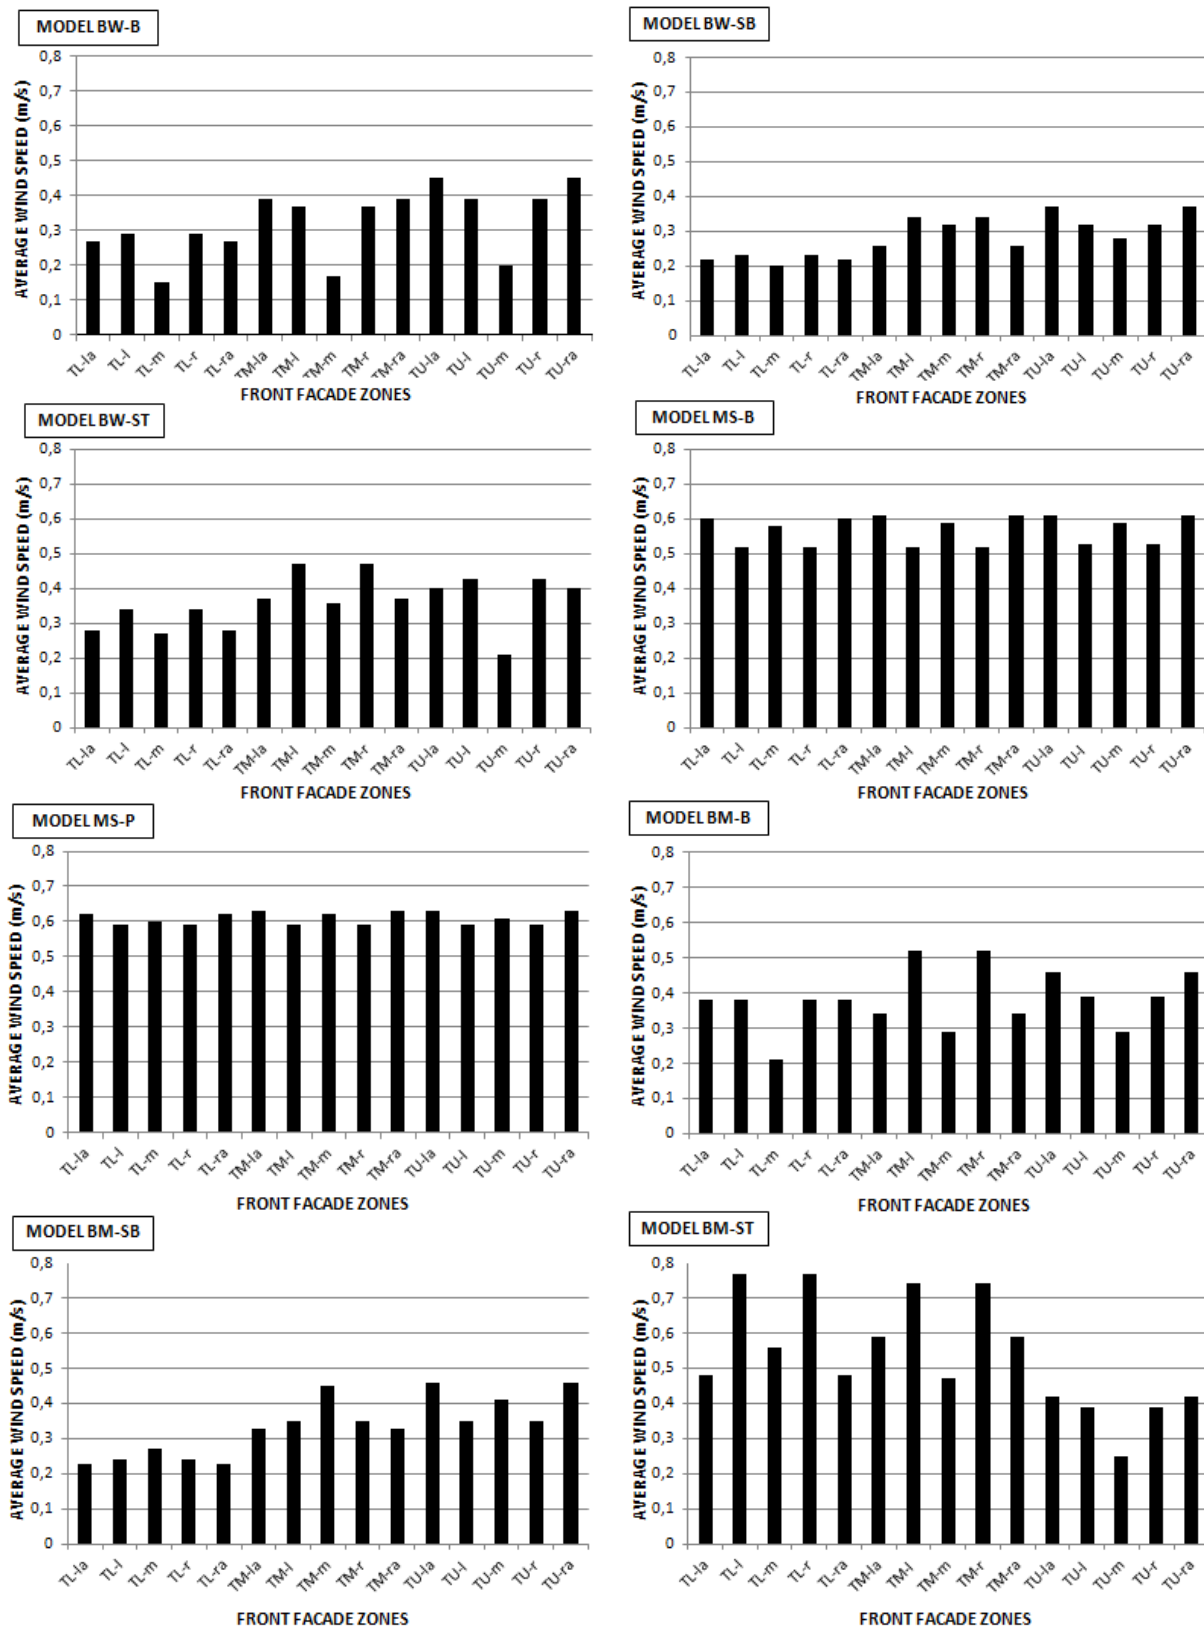 MODEL BW-B
AVERAGE WIND SPEED (m/s)
0,8
0,7
0,6
0,5
0,4
0,3
0,2
0,1
0
TL-la TL-l TL-m TL-r TL-ra TM-la TM-l TM-m TM-r TM-ra TU-la TU-l TU-m TU-r TU-ra
FRONT FACADE ZONES
MODEL BW-SB
AVERAGE WIND SPEED (m/s)
0,8
0,7
0,6
0,5
0,4
0,3
0,2
0,1
0
TL-la TL-l TL-m TL-r TL-ra TM-la TM-l TM-m TM-r TM-ra TU-la TU-l TU-m TU-r TU-ra
FRONT FACADE ZONES
MODEL BW-ST
AVERAGE WIND SPEED (m/s)
0,8
0,7
0,6
0,5
0,4
0,3
0,2
0,1
0
TL-la TL-l TL-m TL-r TL-ra TM-la TM-l TM-m TM-r TM-ra TU-la TU-l TU-m TU-r TU-ra
FRONT FACADE ZONES
MODEL MS-B
AVERAGE WIND SPEED (m/s)
0,8
0,7
0,6
0,5
0,4
0,3
0,2
0,1
0
TL-la TL-l TL-m TL-r TL-ra TM-la TM-l TM-m TM-r TM-ra TU-la TU-l TU-m TU-r TU-ra
FRONT FACADE ZONES
MODEL MS-P
AVERAGE WIND SPEED (m/s)
0,8
0,7
0,6
0,5
0,4
0,3
0,2
0,1
0
TL-la TL-l TL-m TL-r TL-ra TM-la TM-l TM-m TM-r TM-ra TU-la TU-l TU-m TU-r TU-ra
FRONT FACADE ZONES
MODEL BM-B
AVERAGE WIND SPEED (m/s)
0,8
0,7
0,6
0,5
0,4
0,3
0,2
0,1
0
TL-la TL-l TL-m TL-r TL-ra TM-la TM-l TM-m TM-r TM-ra TU-la TU-l TU-m TU-r TU-ra
FRONT FACADE ZONES
MODEL BM-SB
AVERAGE WIND SPEED (m/s)
0,8
0,7
0,6
0,5
0,4
0,3
0,2
0,1
0
TL-la TL-l TL-m TL-r TL-ra TM-la TM-l TM-m TM-r TM-ra TU-la TU-l TU-m TU-r TU-ra
FRONT FACADE ZONES
MODEL BM-ST
AVERAGE WIND SPEED (m/s)
0,8
0,7
0,6
0,5
0,4
0,3
0,2
0,1
0
TL-la TL-l TL-m TL-r TL-ra TM-la TM-l TM-m TM-r TM-ra TU-la TU-l TU-m TU-r TU-ra
FRONT FACADE ZONES